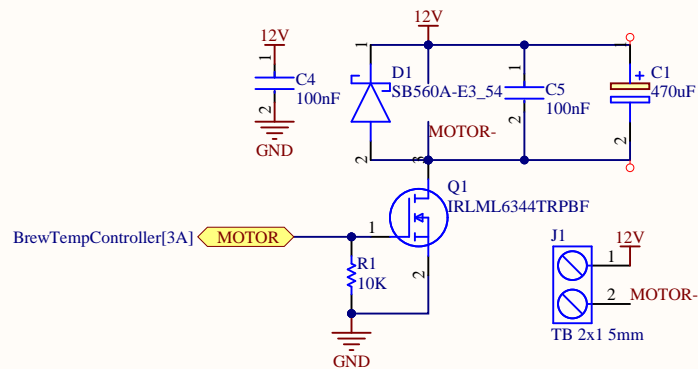 12V
12V
1
C4
100nF
2
GND
1
D1
SB560A-E3_54
2
1
C5
100nF
2
1
+
C1
470uF
2
MOTOR-
3
Q1
IRLML6344TRPBF
BrewTempController[3A]
MOTOR
1
2
R1
10K
GND
J1
12V
1
2
MOTOR-
TB 2x1 5mm